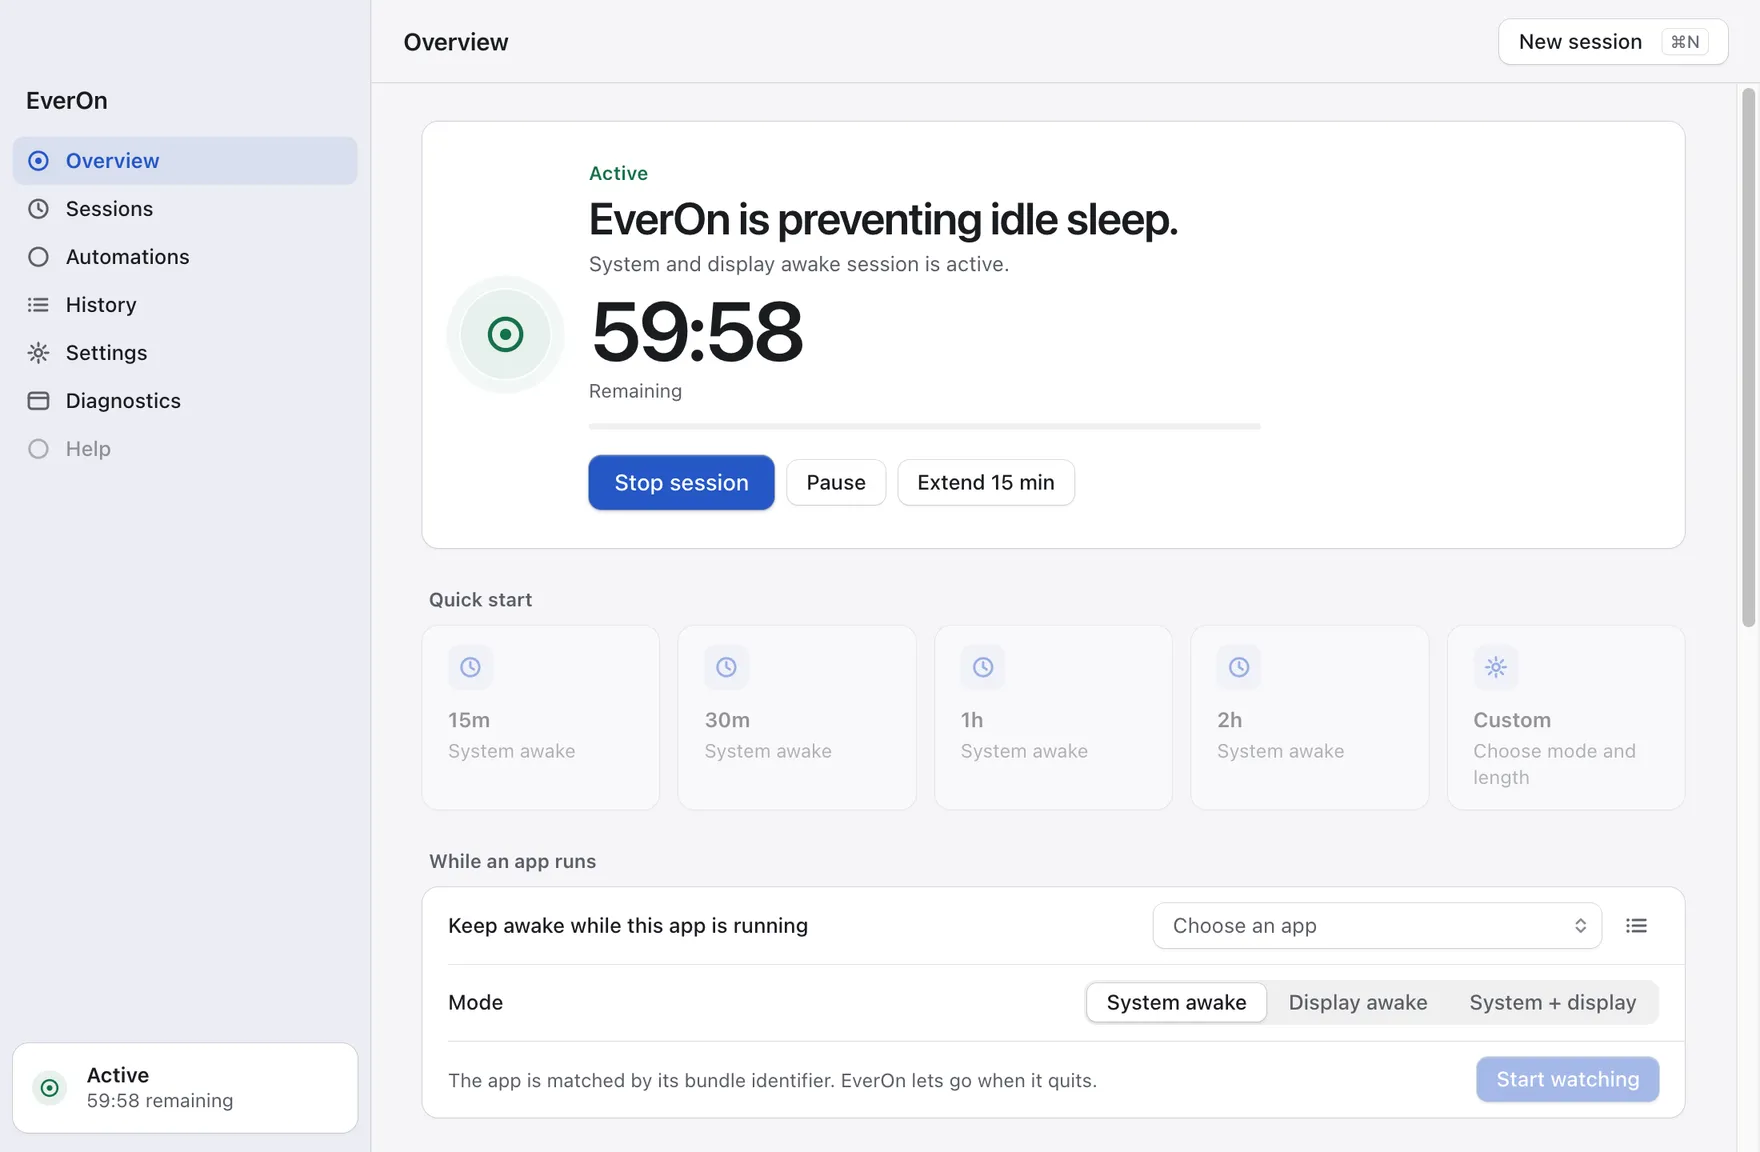 Overview
New session ⌘N
EverOn
Overview
Sessions
Automations
History
Settings
Diagnostics
Help
Active
59:58 remaining
Active
EverOn is preventing idle sleep.
System and display awake session is active.
59:58
Remaining
Stop session
Pause
Extend 15 min
Quick start
15m
System awake
30m
System awake
1h
System awake
2h
System awake
Custom
Choose mode and
length
While an app runs
Keep awake while this app is running
Choose an app
Mode
System awake
Display awake
System + display
The app is matched by its bundle identifier. EverOn lets go when it quits.
Start watching